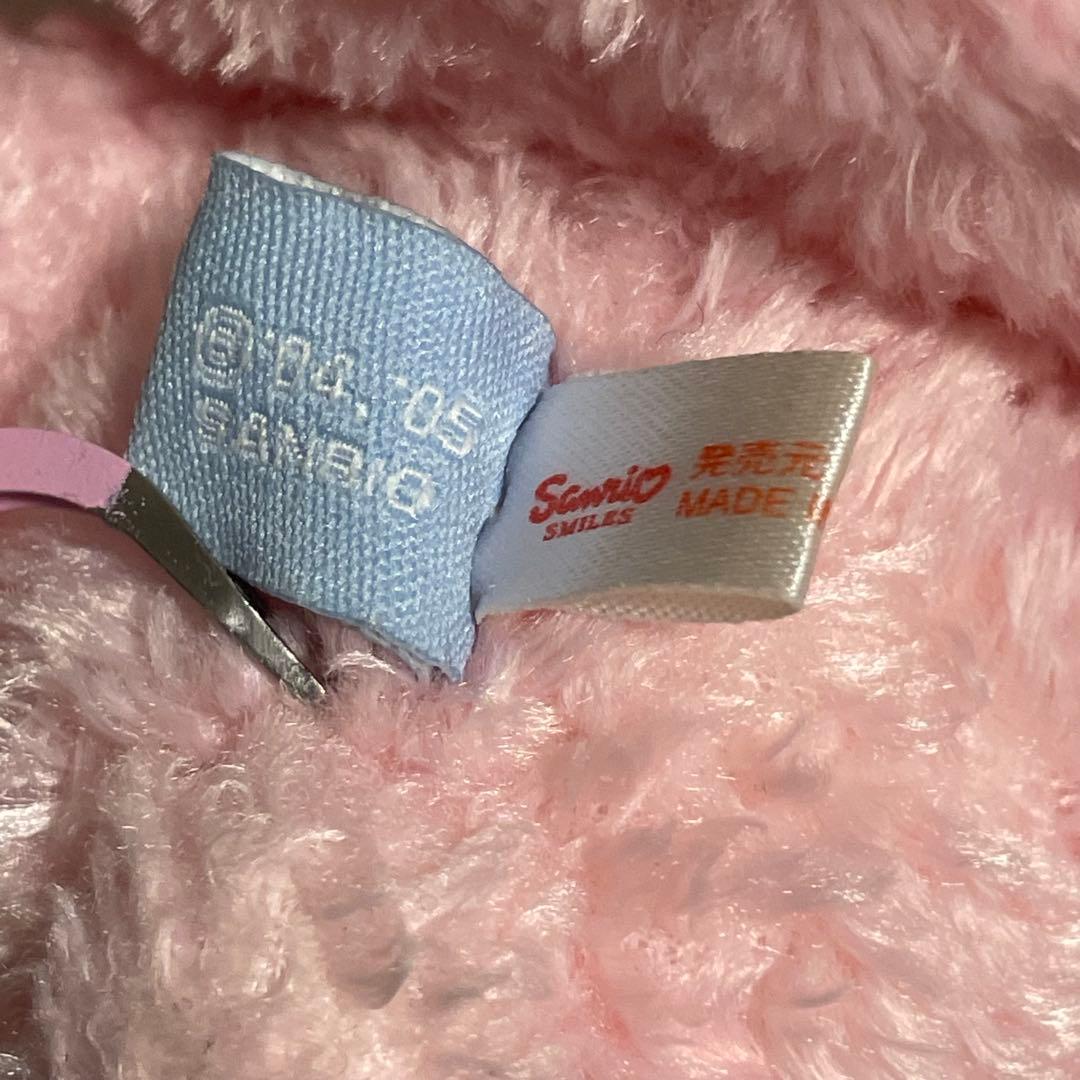 © '04, '05
SANRIO
Sanrio
SMILES
発売元
MADE